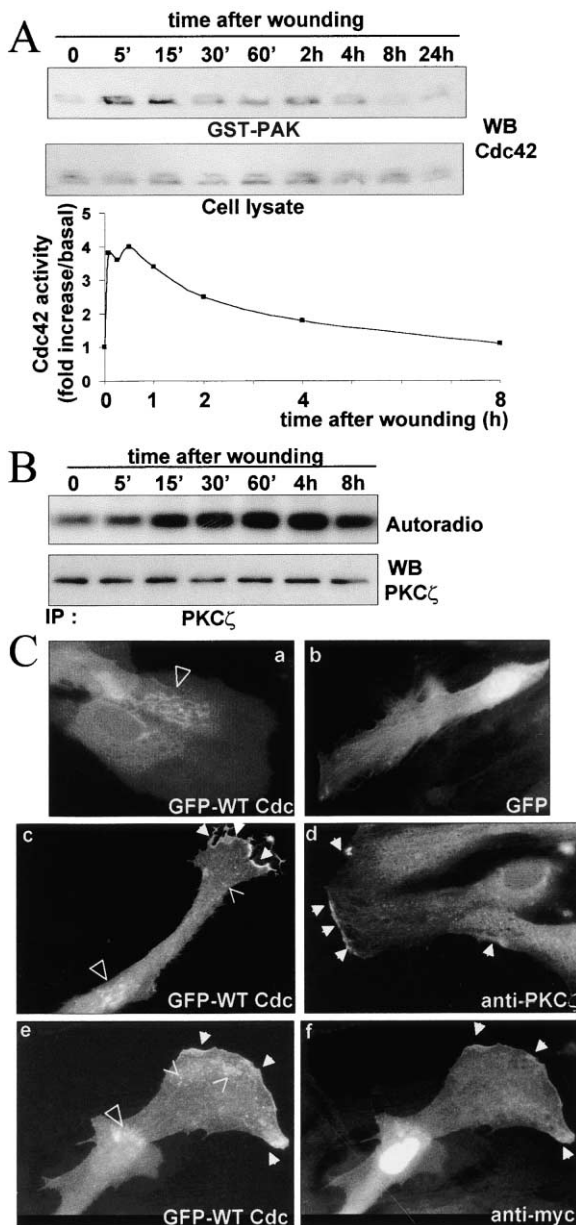 A
time after wounding
0 5' 15' 30' 60' 2h 4h 8h 24h
GST-PAK
WB
Cdc42
Cell lysate
Cdc42 activity
(fold increase/basal)
5
4
3
2
1
0
0 1 2 4 8
time after wounding (h)
B
time after wounding
0 5' 15' 30' 60' 4h 8h
Autoradio
WB
PKCζ
IP : PKCζ
C
a
GFP-WT Cdc
b
GFP
c
GFP-WT Cdc
d
anti-PKCζ
e
GFP-WT Cdc
f
anti-myc